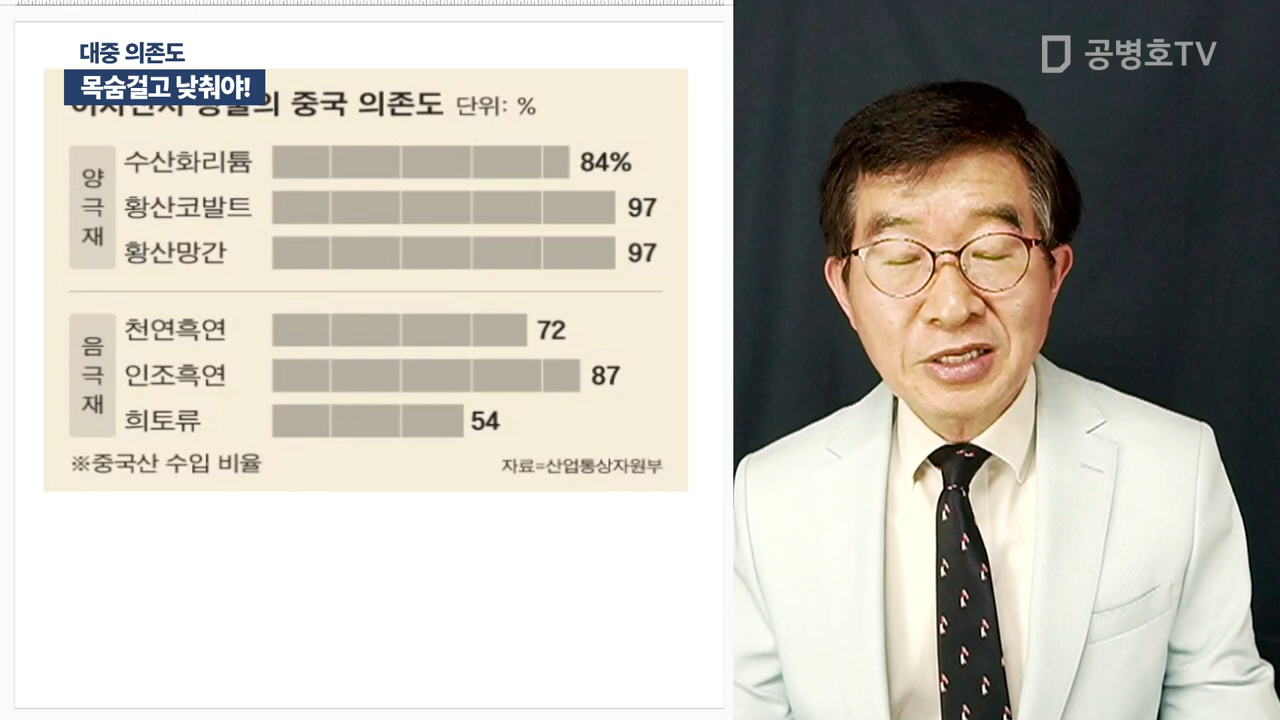 대중 의존도
목숨걸고 낮춰야!
공병호TV
중국 의존도 단위: %
양극재
수산화리튬 84%
황산코발트 97
황산망간 97
음극재
천연흑연 72
인조흑연 87
희토류 54
※중국산 수입 비율
자료=산업통상자원부